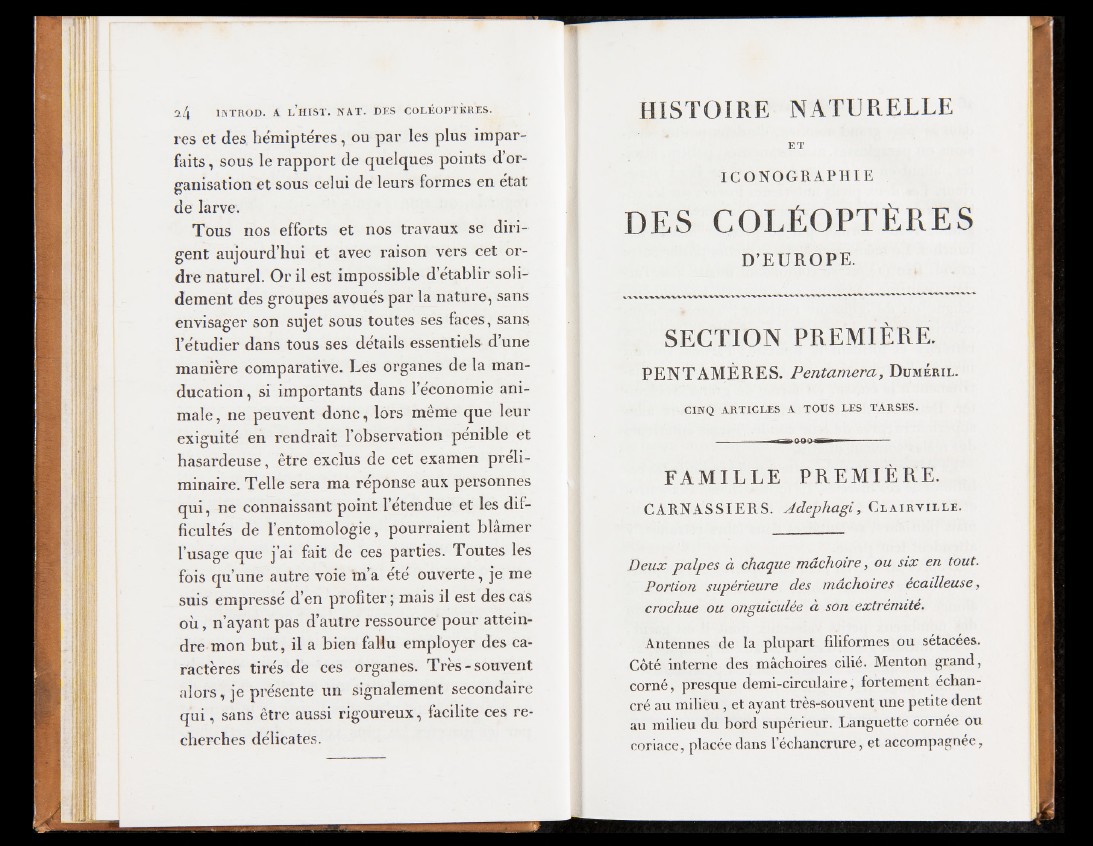 24 INTROD. A L'HIST. NAT. DES COLÉOPTÈRES.
res et des hémiptéres, ou par les plus impar-
faits, sous le rapport de quelques points d'or-
ganisation et sous celui de leurs formes en état
de larve.
Tous nos efforts et nos travaux se diri-
gent aujourd'hui et avec raison vers cet or-
dre naturel. Or il est impossible d'établir soli-
dement des groupes avoués par la nature, sans
envisager son sujet sous toutes ses faces, sans
l'étudier dans tous ses détails essentiels d'une
manière comparative. Les organes de la man-
ducation, si importants dans l'économie ani-
male, ne peuvent donc, lors même que leur
exiguité en rendrait l'observation pénible et
hasardeuse, être exclus de cet examen préli-
minaire. Telle sera ma réponse aux personnes
qui, ne connaissant point l'étendue et les dif-
ficultés de l'entomologie, pourraient blâmer
l'usage que j'ai fait de ces parties. Toutes les
fois qu'une autre voie m'a été ouverte, je me
suis empressé d'en profiter; mais il est des cas
où, n'ayant pas d'autre ressource pour attein-
dre mon but, il a bien fallu employer des ca-
ractères tirés de ces organes. Très-souvent
alors, je présente un signalement secondaire
qui, sans être aussi rigoureux, facilite ces re-
cherches délicates.
HISTOIRE NATURELLE
ET
ICONOGRAPHIE
DES COLÉOPTÈRES
D'EUROPE.
SECTION PREMIÈRE.
PENTAMÈRES. Pentamera, DUMÉRIL.
CINQ ARTICLES A TOUS LES TARSES.
FAMILLE PREMIÈRE.
CARNASSIERS. Adephagi, CLAIRVILLE.
Deux palpes à chaque mâchoire, ou six en tout.
Portion supérieure des mâchoires écailleuse,
crochue ou onguiculée à son extrémité.
Antennes de la plupart filiformes ou sétacées.
Côté interne des mâchoires cilié. Menton grand,
corné, presque demi-circulaire, fortement échan-
cré au milieu, et ayant très-souvent une petite dent
au milieu du bord supérieur. Languette cornée ou
coriace, placée dans l'échancrure, et accompagnée,